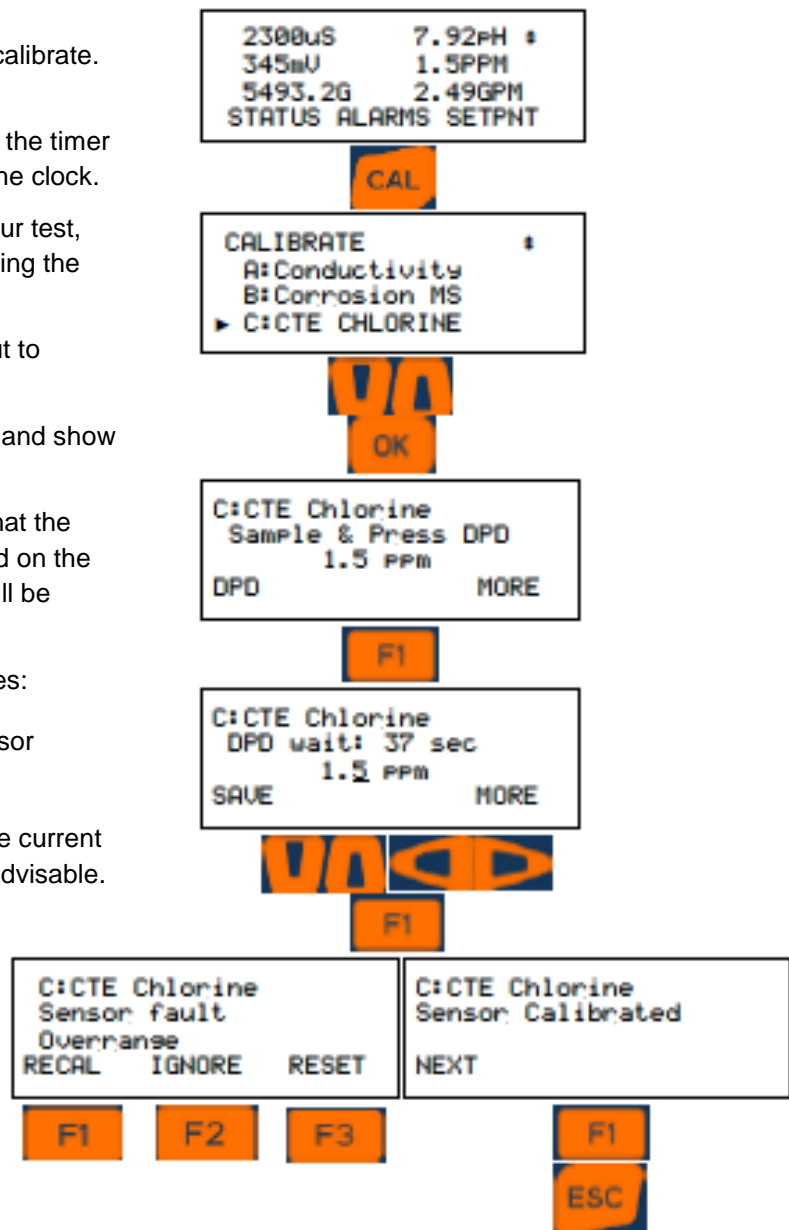 calibrate.
the timer
ne clock.
ur test,
ing the
ut to
and show
hat the
d on the
ll be
es:
sor
e current
dvisable.
2300uS 7.92pH
345mV 1.5PPM
5493.2G 2.49GPM
STATUS ALARMS SETPNT
CAL
CALIBRATE
A:Conductivity
B:Corrosion MS
► C:CTE CHLORINE
OK
C:CTE Chlorine
Sample & Press DPD
1.5 ppm
DPD MORE
F1
C:CTE Chlorine
DPD wait: 37 sec
1.5 ppm
SAVE MORE
F1
C:CTE Chlorine
Sensor fault
Overrange
RECAL IGNORE RESET
F1 F2 F3
C:CTE Chlorine
Sensor Calibrated
NEXT
F1
ESC